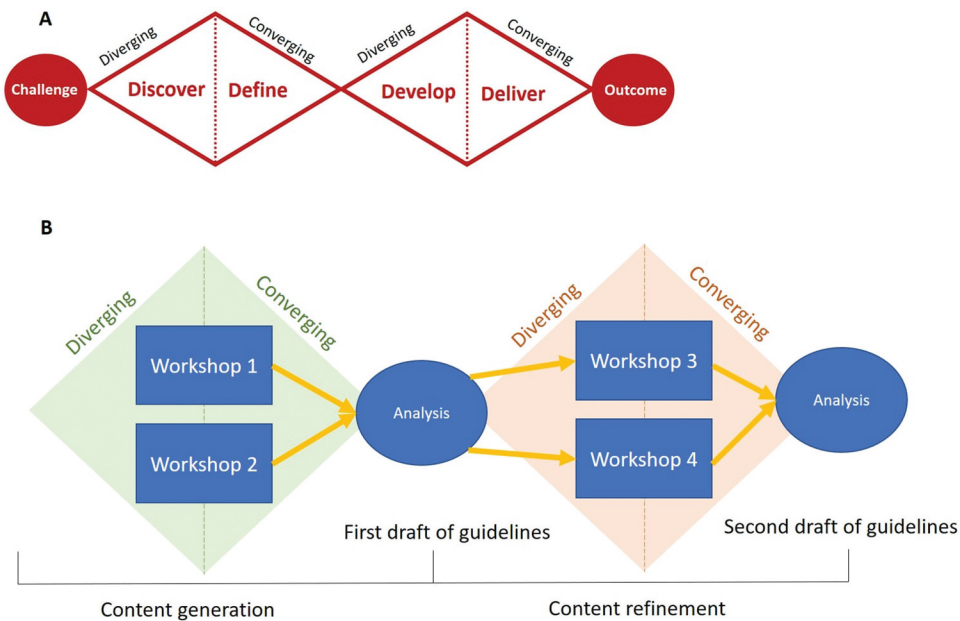 A
Diverging
Converging
Diverging
Converging
Challenge
Discover
Define
Develop
Deliver
Outcome
B
Diverging
Converging
Diverging
Converging
Workshop 1
Workshop 2
Analysis
Workshop 3
Workshop 4
Analysis
First draft of guidelines
Second draft of guidelines
Content generation
Content refinement